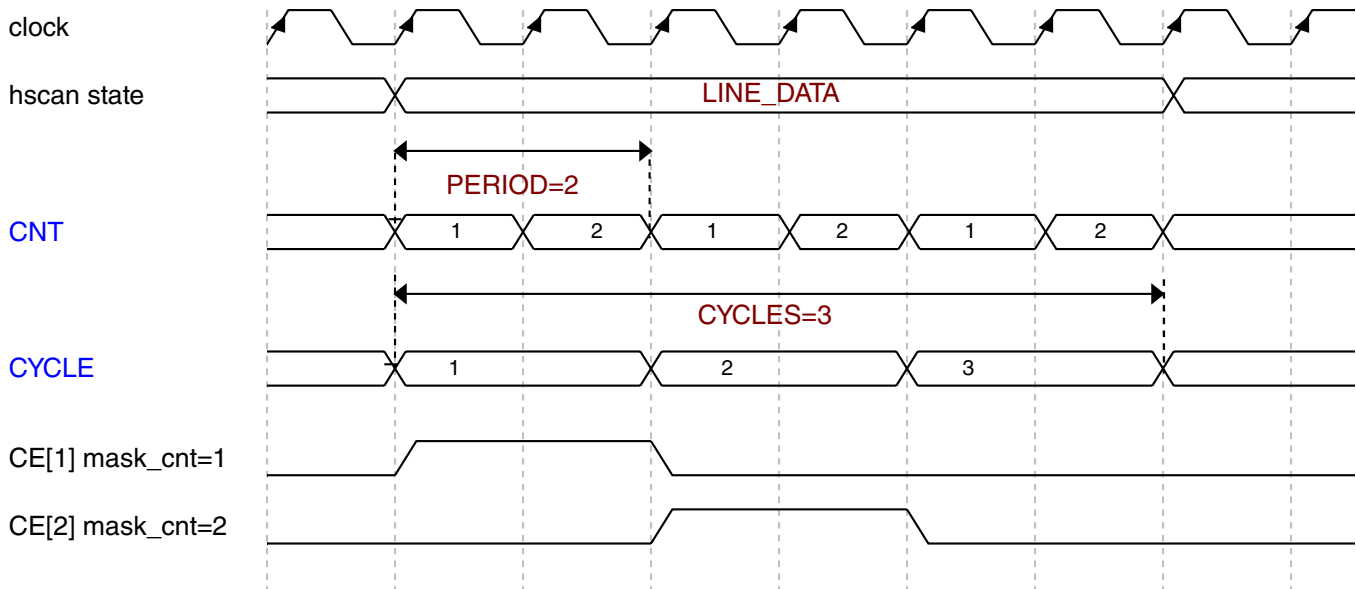 clock
hscan state
LINE_DATA
PERIOD=2
CNT
1 2 1 2 1 2
CYCLES=3
CYCLE
1 2 3
CE[1] mask_cnt=1
CE[2] mask_cnt=2